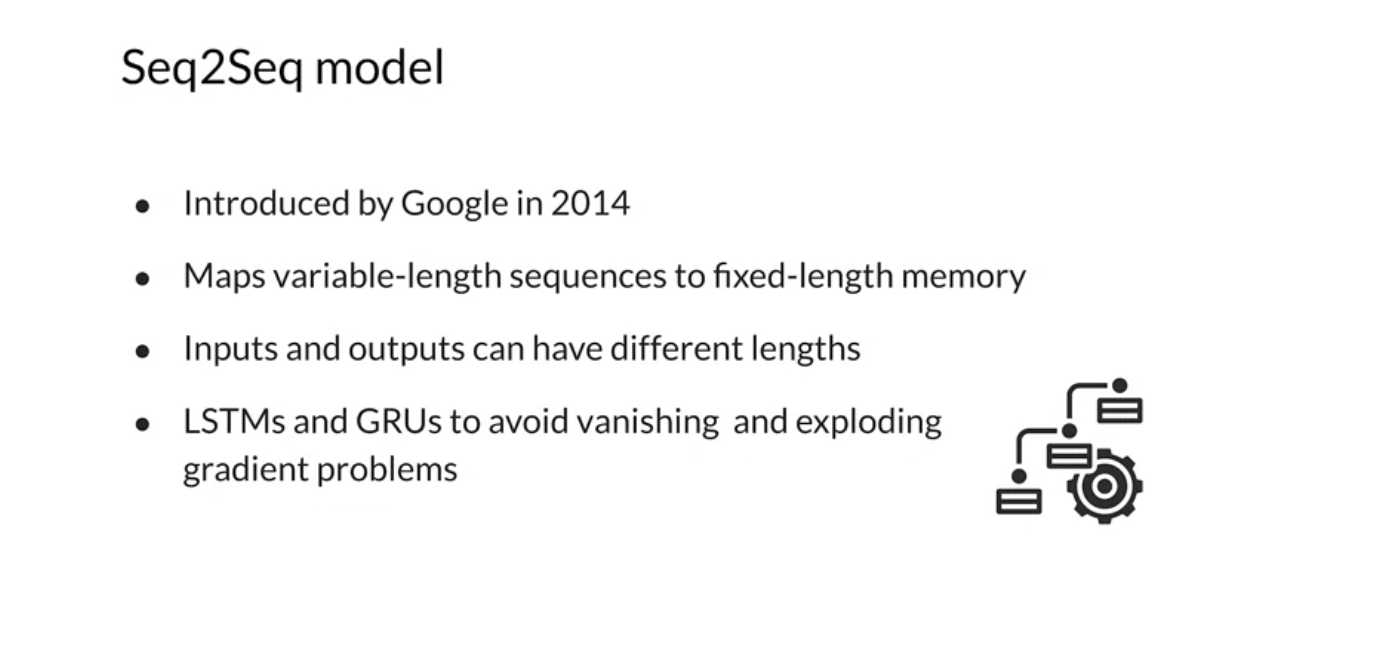 Seq2Seq model
● Introduced by Google in 2014
● Maps variable-length sequences to fixed-length memory
● Inputs and outputs can have different lengths
● LSTMs and GRUs to avoid vanishing  and exploding
gradient problems